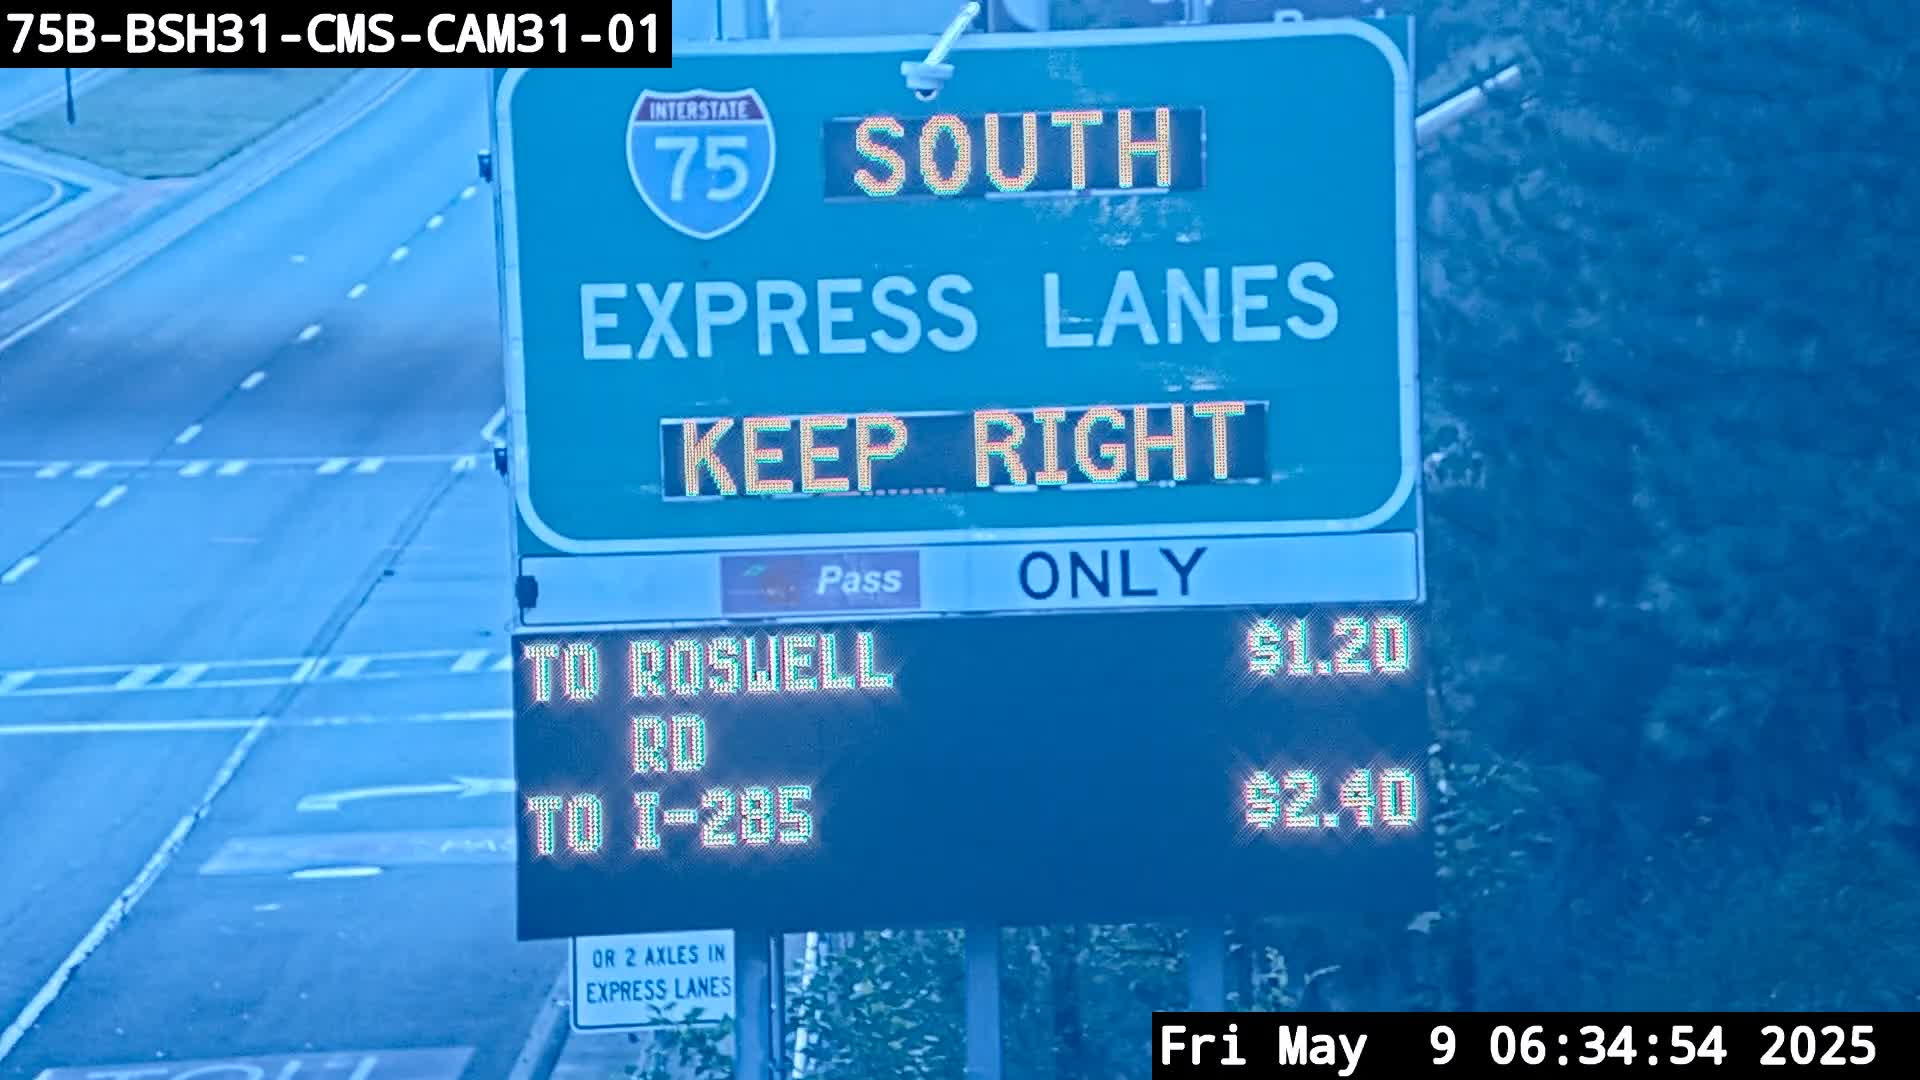 75B-BSH31-CMS-CAM31-01
INTERSTATE
75
SOUTH
EXPRESS LANES
KEEP RIGHT
Pass ONLY
TO ROSWELL $1.20
RD
TO I-285 $2.40
OR 2 AXLES IN
EXPRESS LANES
Fri May 9 06:34:54 2025